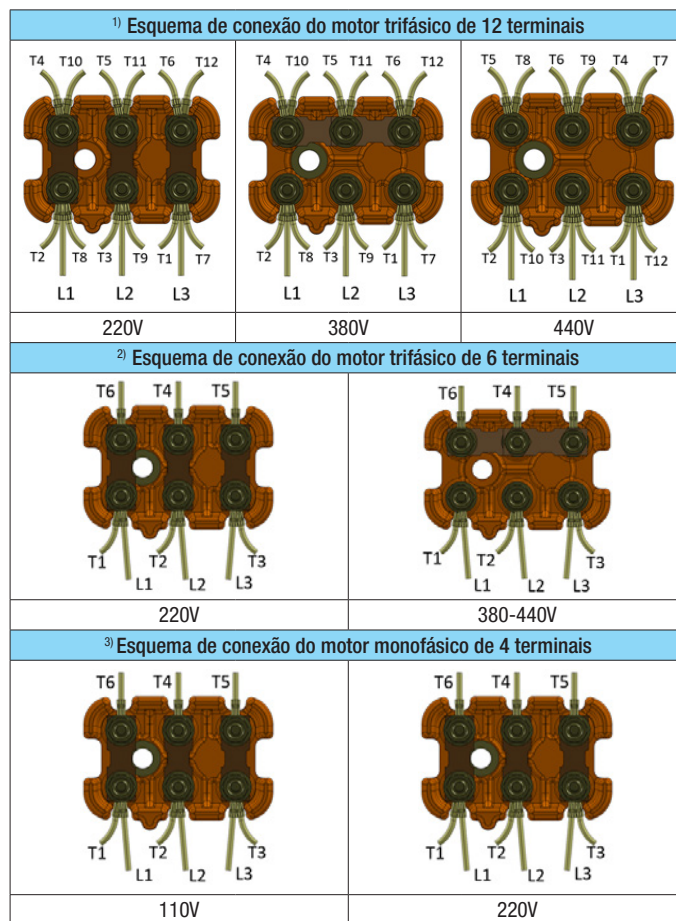 1) Esquema de conexão do motor trifásico de 12 terminais
T4 T10 T5 T11 T6 T12
T2 T8 T3 T9 T1 T7
L1 L2 L3
220V
T4 T10 T5 T11 T6 T12
T2 T8 T3 T9 T1 T7
L1 L2 L3
380V
T5 T8 T6 T9 T4 T7
T2 T10 T3 T11 T1 T12
L1 L2 L3
440V
2) Esquema de conexão do motor trifásico de 6 terminais
T6 T4 T5
T1 T2 T3
L1 L2 L3
220V
T6 T4 T5
T1 T2 T3
L1 L2 L3
380-440V
3) Esquema de conexão do motor monofásico de 4 terminais
T6 T4 T5
T1 T2 T3
L1 L2 L3
110V
T6 T4 T5
T1 T2 T3
L1 L2 L3
220V